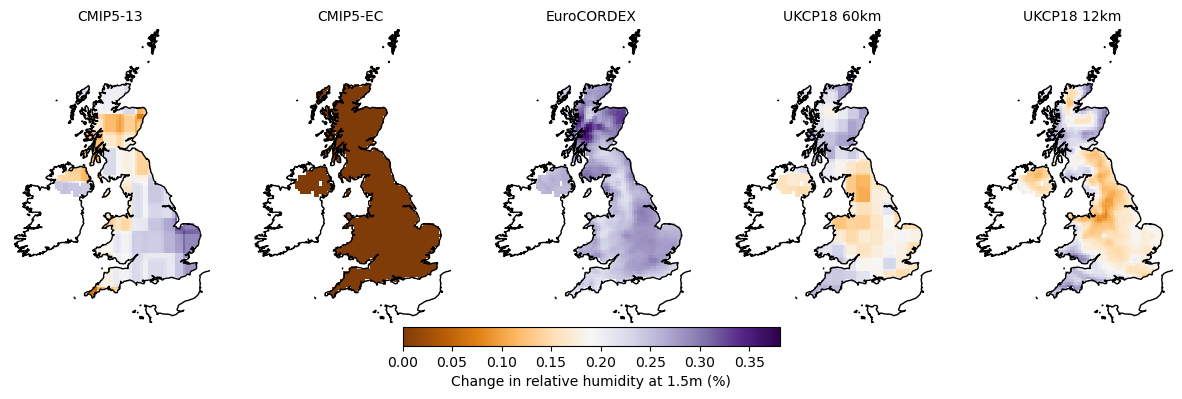 CMIP5-13 CMIP5-EC EuroCORDEX UKCP18 60km UKCP18 12km
0.00 0.05 0.10 0.15 0.20 0.25 0.30 0.35
Change in relative humidity at 1.5m (%)